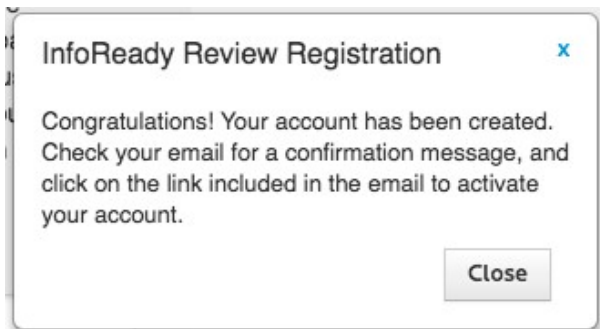 InfoReady Review Registration
x
Congratulations! Your account has been created.
Check your email for a confirmation message, and
click on the link included in the email to activate
your account.
Close